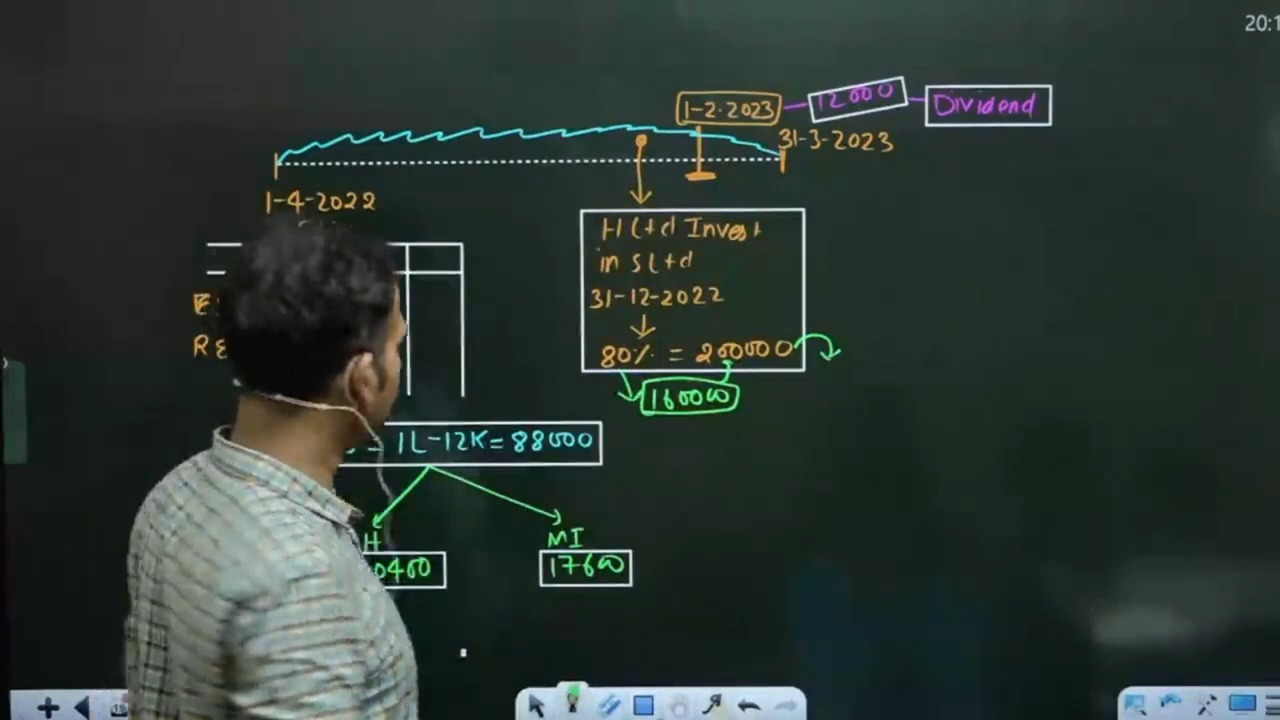 20:1
1-2-2023
12000
Dividend
31-3-2023
1-4-2022
H Ltd Invest
in S Ltd
31-12-2022
80% = 200000
160000
= 1L-12K=88000
H
0400
MI
17600